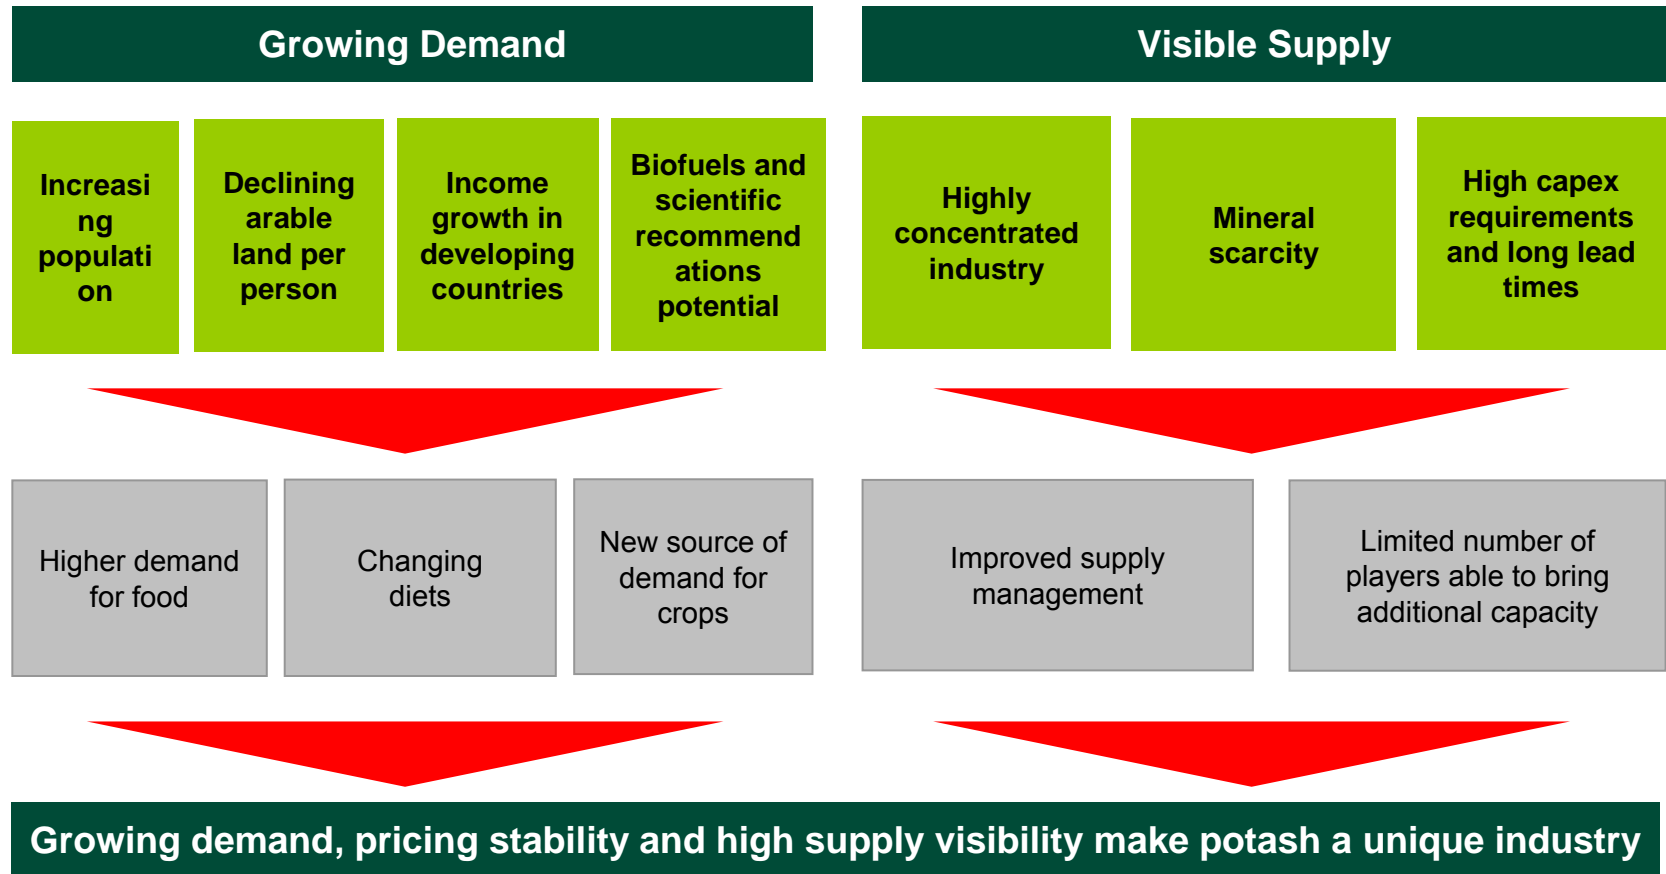 Growing Demand
Visible Supply
Increasi
ng
populati
on
Declining
arable
land per
person
Income
growth in
developing
countries
Biofuels and
scientific
recommend
ations
potential
Highly
concentrated
industry
Mineral
scarcity
High capex
requirements
and long lead
times
Higher demand
for food
Changing
diets
New source of
demand for
crops
Improved supply
management
Limited number of
players able to bring
additional capacity
Growing demand, pricing stability and high supply visibility make potash a unique industry